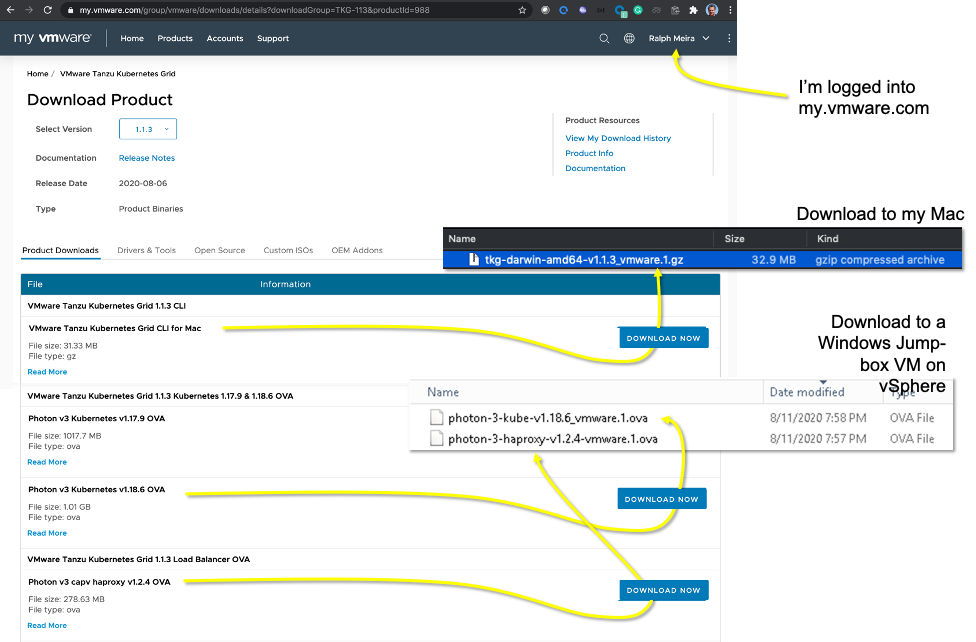 my.vmware.com/group/vmware/downloads/details?downloadGroup=TKG-113&productId=988
my vmware
Home Products Accounts Support
Ralph Meira
I'm logged into
my.vmware.com
Home / VMware Tanzu Kubernetes Grid
Download Product
Select Version 1.1.3
Documentation Release Notes
Release Date 2020-08-06
Type Product Binaries
Product Resources
View My Download History
Product Info
Documentation
Download to my Mac
Product Downloads Drivers & Tools Open Source Custom ISOs OEM Addons
Name Size Kind
tkg-darwin-amd64-v1.1.3_vmware.1.gz 32.9 MB gzip compressed archive
File Information
VMware Tanzu Kubernetes Grid 1.1.3 CLI
VMware Tanzu Kubernetes Grid CLI for Mac
File size: 31.33 MB
File type: gz
Read More
DOWNLOAD NOW
Download to a
Windows Jump-
box VM on
vSphere
VMware Tanzu Kubernetes Grid 1.1.3 Kubernetes 1.17.9 & 1.18.6 OVA
Photon v3 Kubernetes v1.17.9 OVA
File size: 1017.7 MB
File type: ova
Read More
Name Date modified Type
photon-3-kube-v1.18.6_vmware.1.ova 8/11/2020 7:58 PM OVA File
photon-3-haproxy-v1.2.4-vmware.1.ova 8/11/2020 7:57 PM OVA File
Photon v3 Kubernetes v1.18.6 OVA
File size: 1.01 GB
File type: ova
Read More
DOWNLOAD NOW
VMware Tanzu Kubernetes Grid 1.1.3 Load Balancer OVA
Photon v3 capv haproxy v1.2.4 OVA
File size: 278.63 MB
File type: ova
Read More
DOWNLOAD NOW